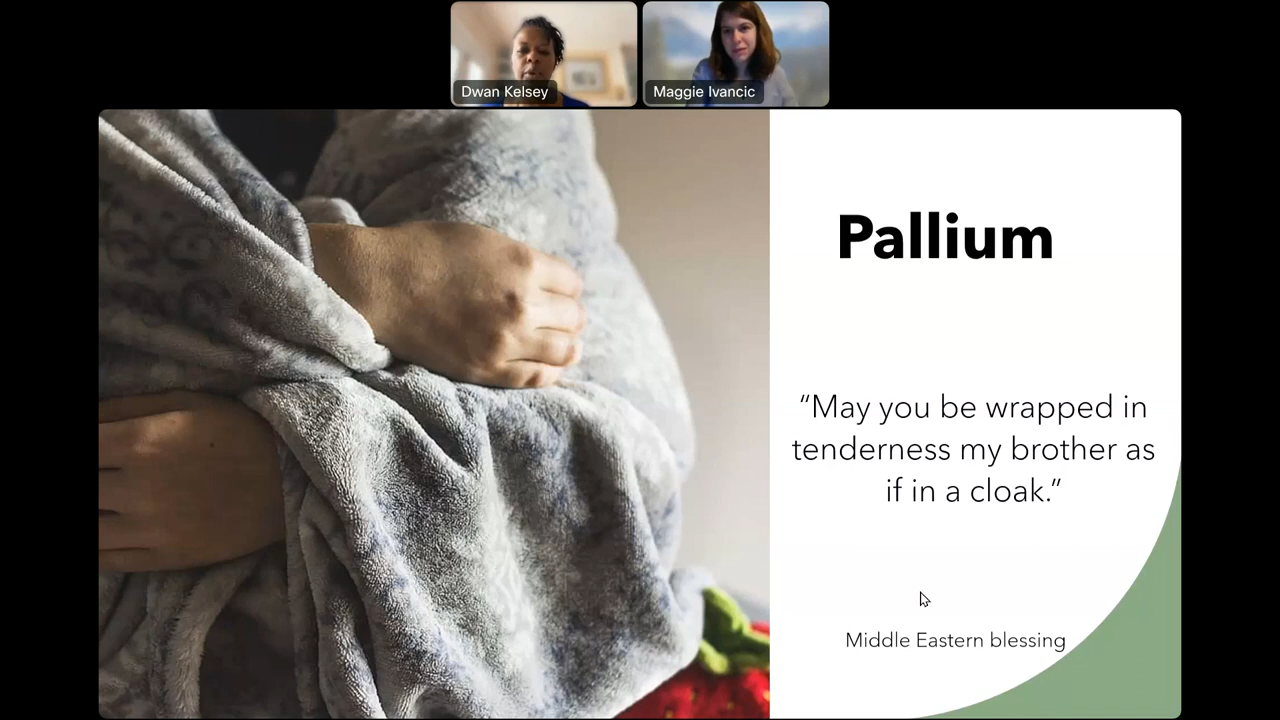 Dwan Kelsey
Maggie Ivancic
Pallium
“May you be wrapped in
tenderness my brother as
if in a cloak.”
Middle Eastern blessing